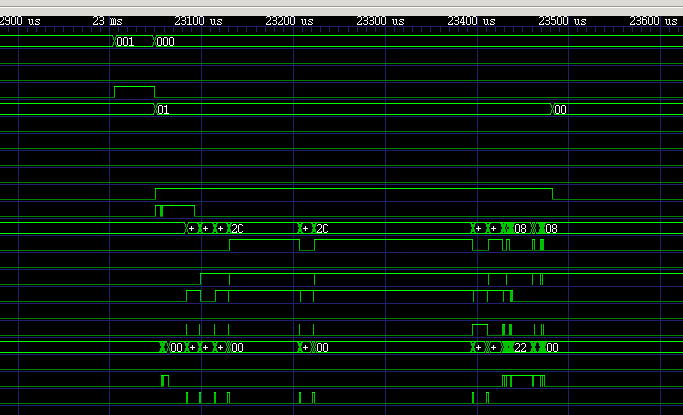 2900 us 23 ms 23100 us 23200 us 23300 us 23400 us 23500 us 23600 us
001 000
01 00
+ + + 2C + 2C + + 08 08
00 + + + 00 + 00 + + 22 00